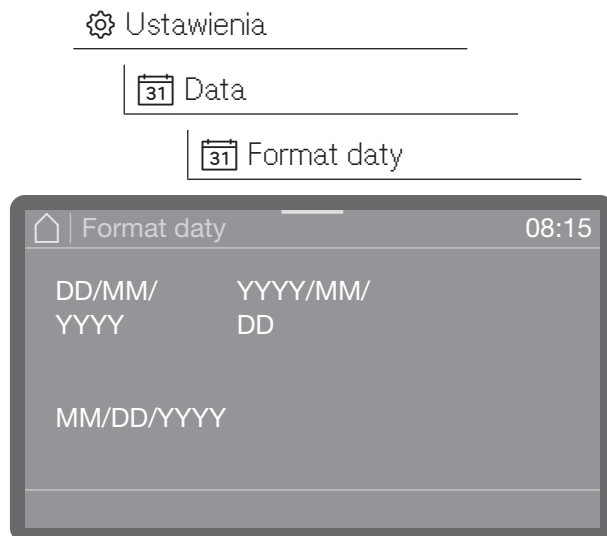 Ustawienia
31 Data
31 Format daty
Format daty 08:15
DD/MM/ YYYY/MM/
YYYY DD
MM/DD/YYYY